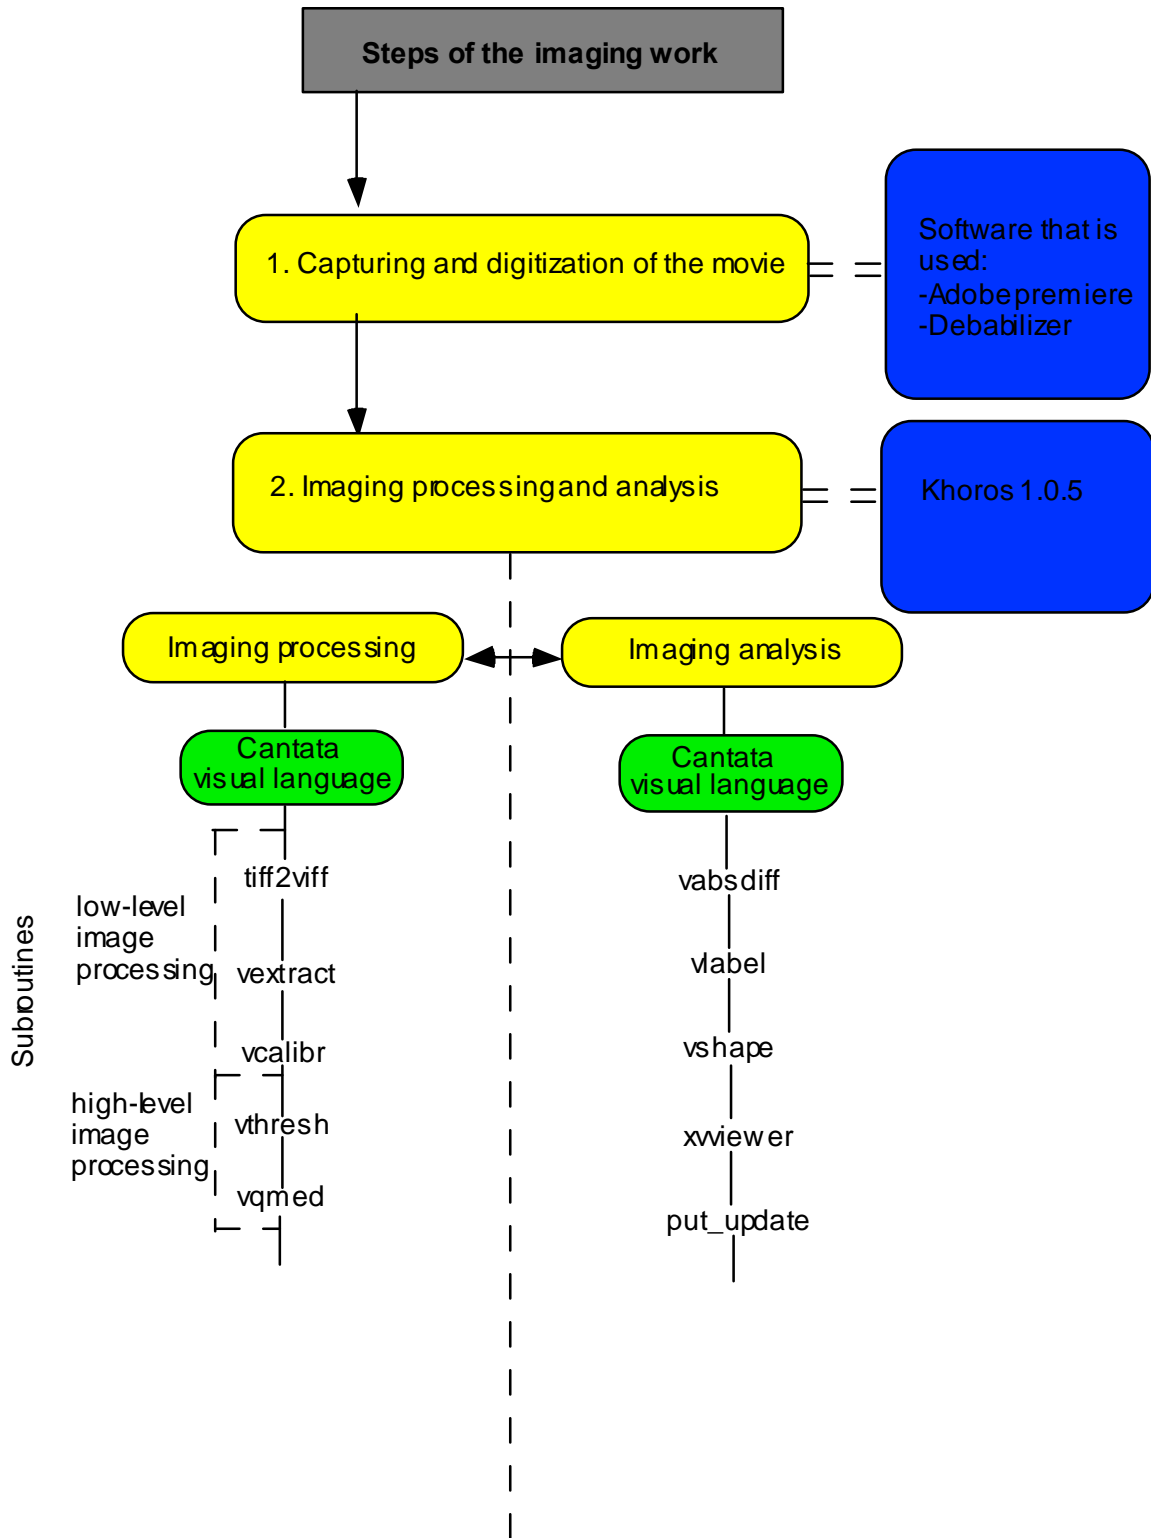 Steps of the imaging work
1. Capturing and digitization of the movie
Software that is
used:
-Adobe premiere
-Debabilizer
2. Imaging processing and analysis
Khoros 1.0.5
Imaging processing
Imaging analysis
Cantata
visual language
Cantata
visual language
Subroutines
low-level
image
processing
tiff2viff
vextract
vcalibr
high-level
image
processing
vthresh
vqmed
vabsdiff
vlabel
vshape
xvviewer
put_update